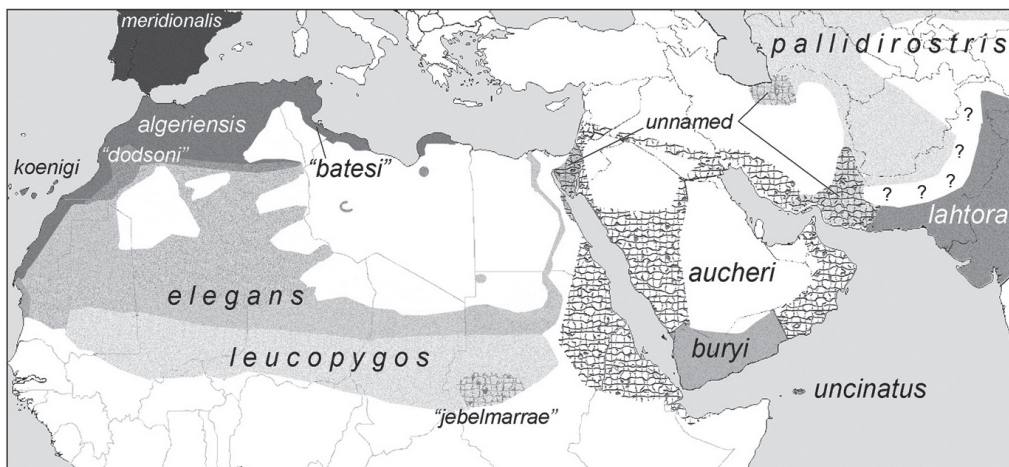 meridionalis
pallidirostris
algeriensis
unnamed
?
koenigi
"dodsoni"
"batesi"
?
?
?
?
lahtora
aucheri
elegans
buryi
leucopygos
uncinatus
"jebelmarrae"